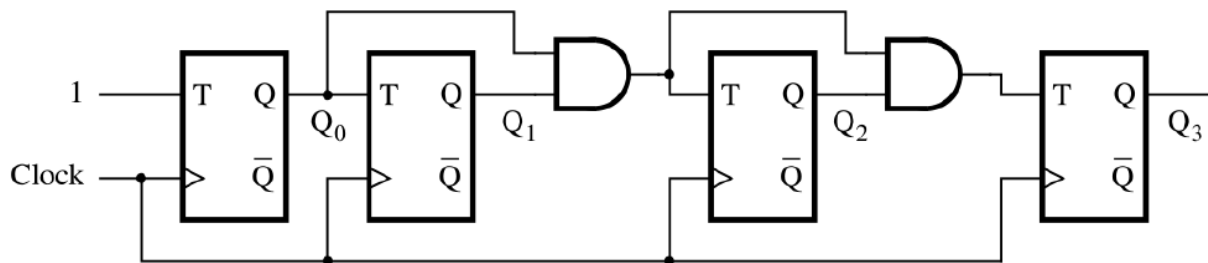 1 T Q T Q T Q T Q
Q₀ Q₁ Q₂ Q₃
Clock Q̅ Q̅ Q̅ Q̅